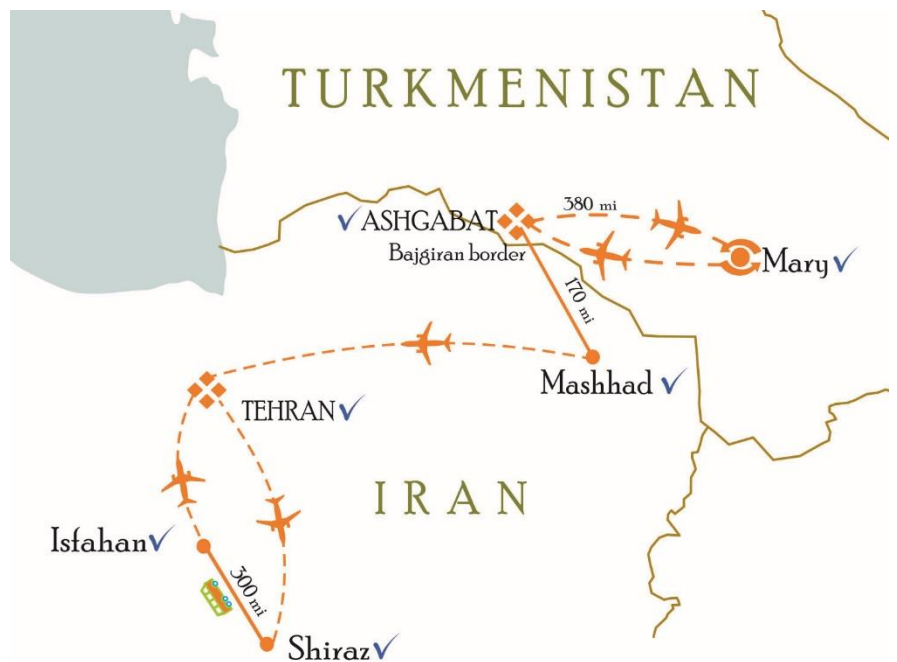 TURKMENISTAN
380 mi
ASHGABAT
Bajgiran border
Mary
170 mi
Mashhad
TEHRAN
IRAN
Isfahan
300 mi
Shiraz